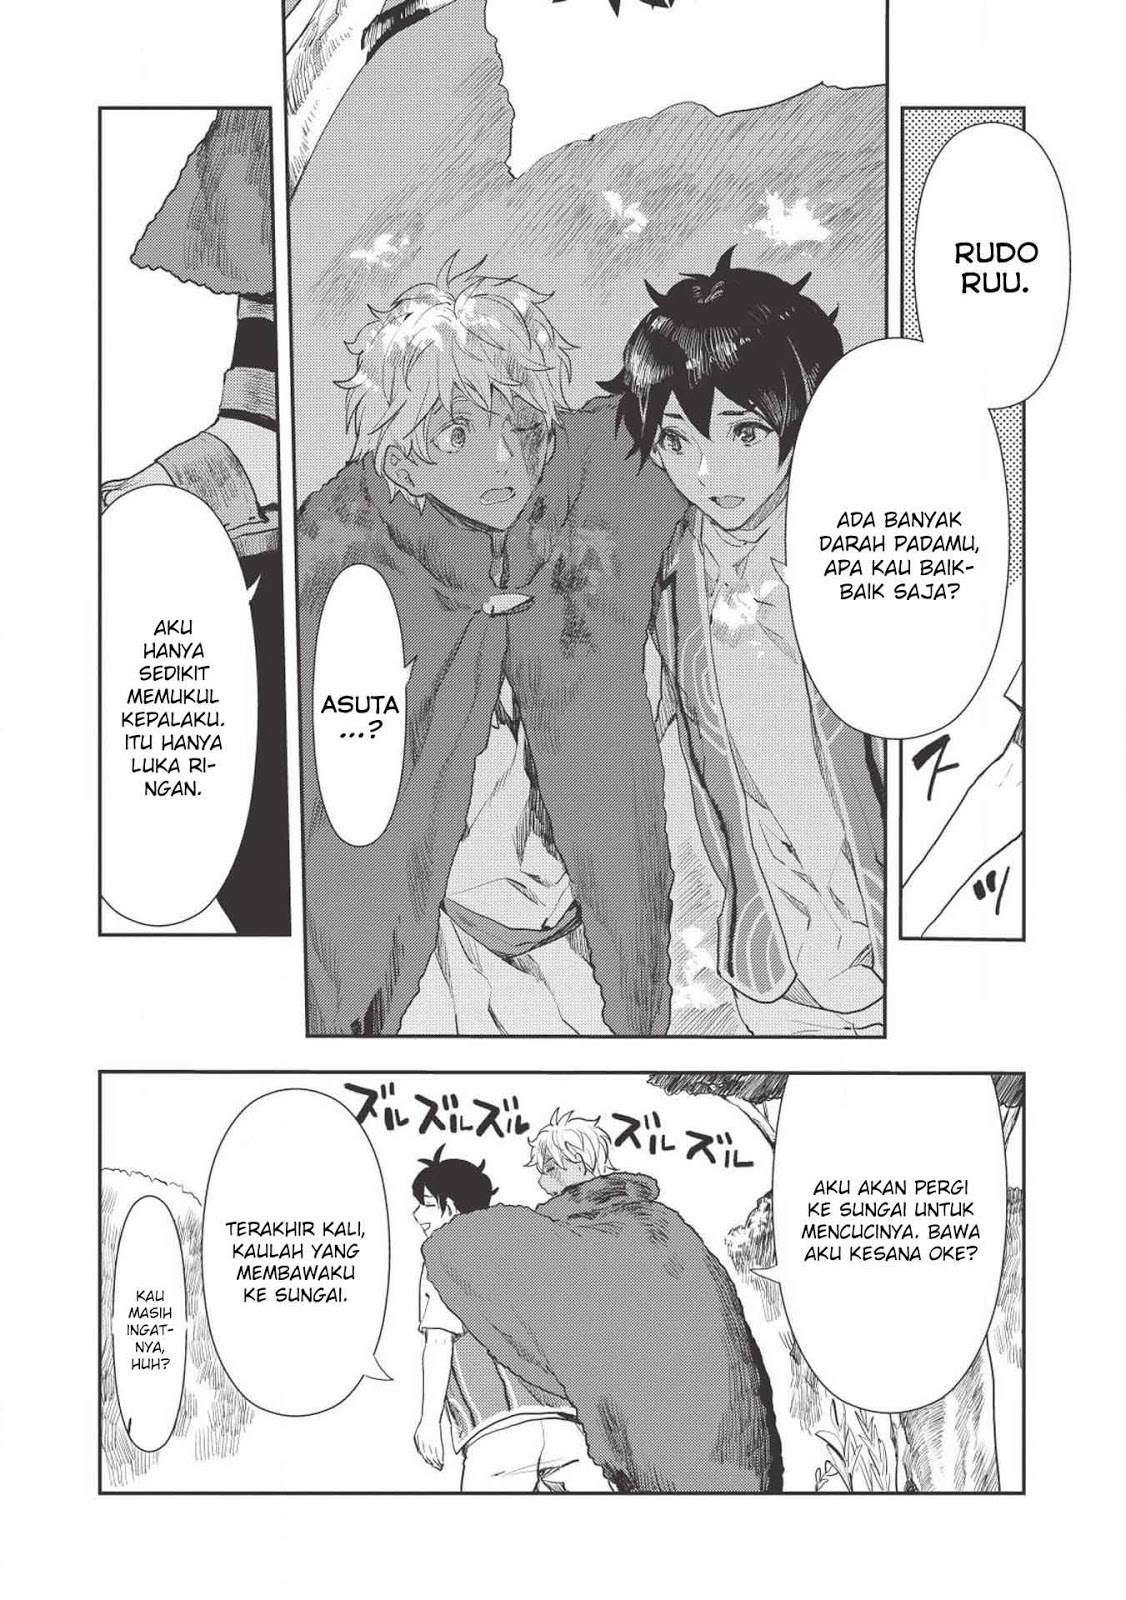 RUDO
RUU.
ADA BANYAK
DARAH PADAMU,
APA KAU BAIK-
BAIK SAJA?
ズ
ッ
ASUTA
...?
AKU
HANYA
SEDIKIT
MEMUKUL
KEPALAKU.
ITU HANYA
LUKA RI-
NGAN.
AKU AKAN PERGI
KE SUNGAI UNTUK
MENCUCINYA. BAWA
AKU KESANA OKE?
ズル ズル
ズル ズル ズル
TERAKHIR KALI,
KAULAH YANG
MEMBAWAKU
KE SUNGAI.
KAU
MASIH
INGAT-
NYA,
HUH?